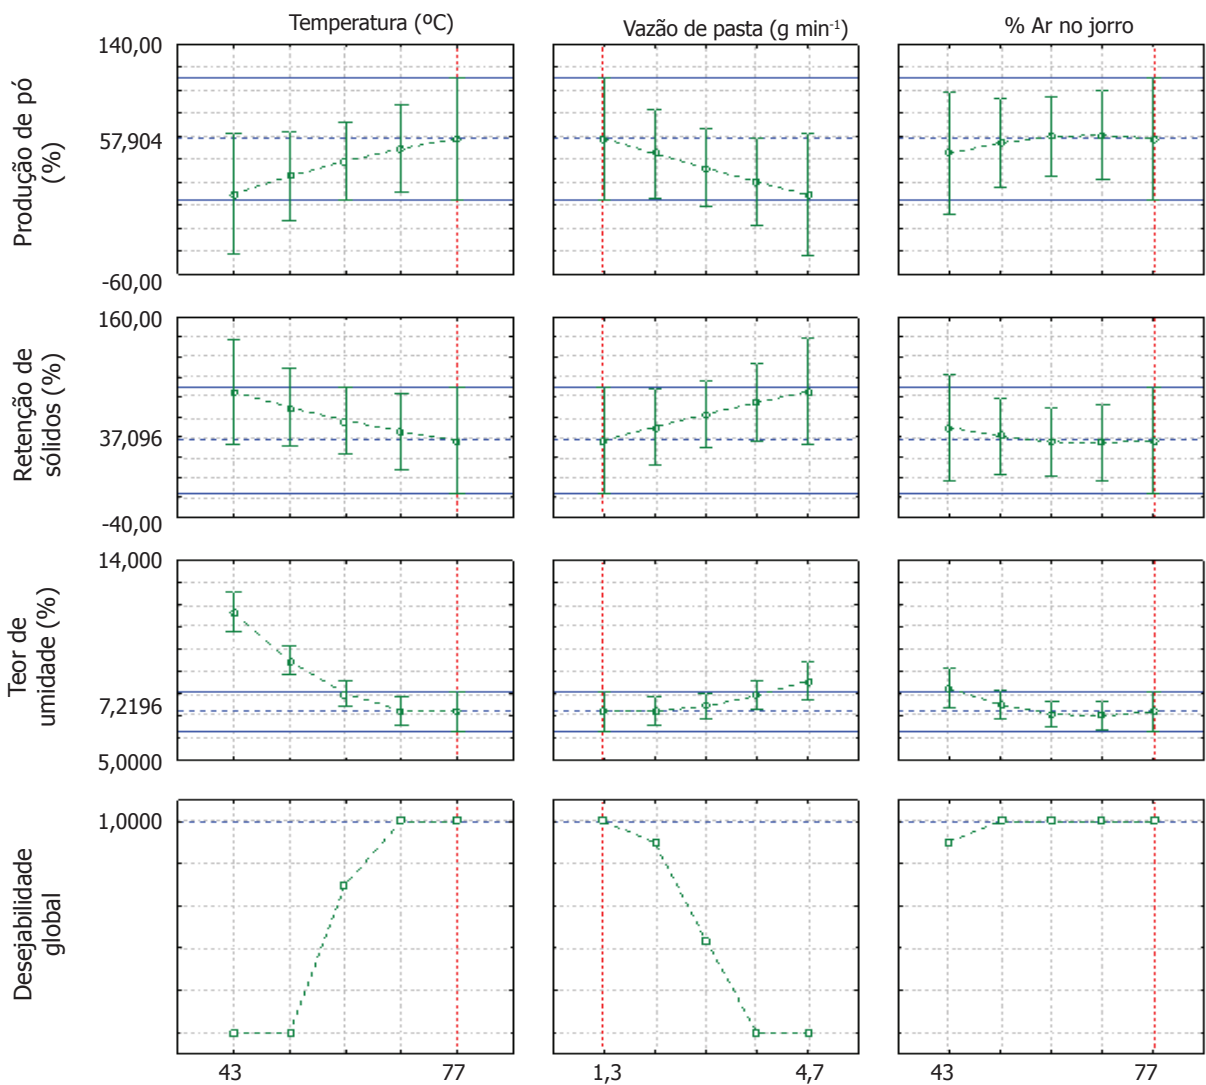 Temperatura (ºC)
Vazão de pasta (g min-1)
% Ar no jorro
Produção de pó
(%)
140,00
57,904
-60,00
Retenção de
sólidos (%)
160,00
37,096
-40,00
Teor de
umidade (%)
14,000
7,2196
5,0000
Desejabilidade
global
1,0000
43
77
1,3
4,7
43
77